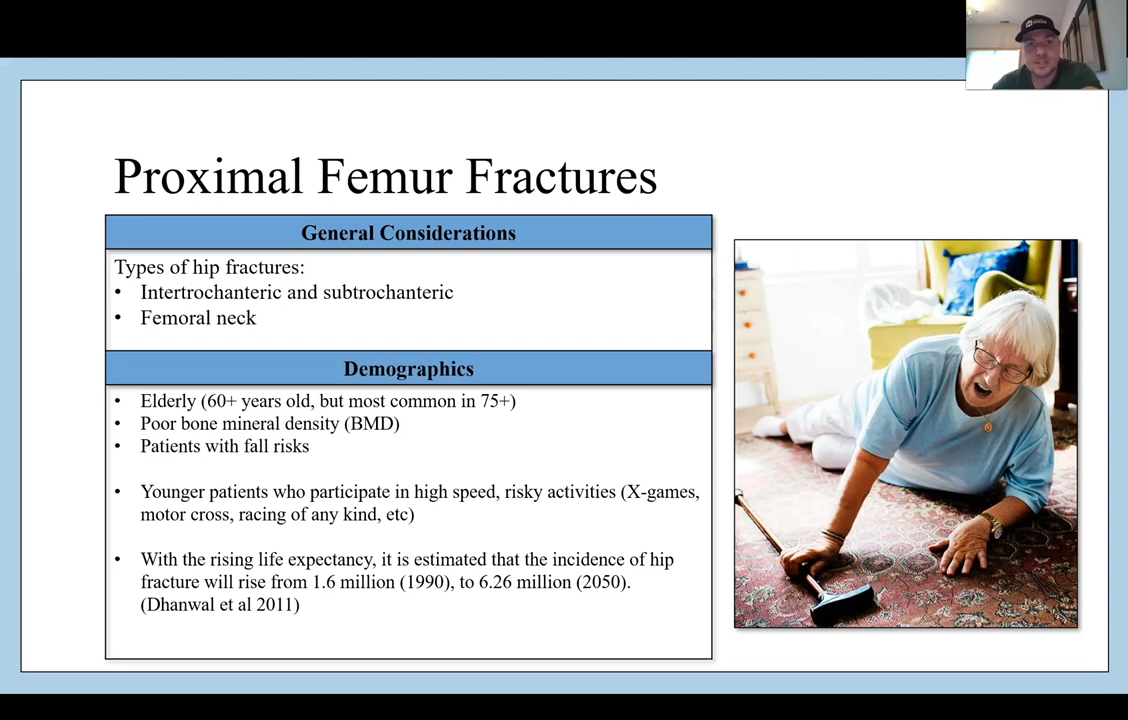 Proximal Femur Fractures
General Considerations
Types of hip fractures:
• Intertrochanteric and subtrochanteric
• Femoral neck
Demographics
• Elderly (60+ years old, but most common in 75+)
• Poor bone mineral density (BMD)
• Patients with fall risks
• Younger patients who participate in high speed, risky activities (X-games,
motor cross, racing of any kind, etc)
• With the rising life expectancy, it is estimated that the incidence of hip
fracture will rise from 1.6 million (1990), to 6.26 million (2050).
(Dhanwal et al 2011)